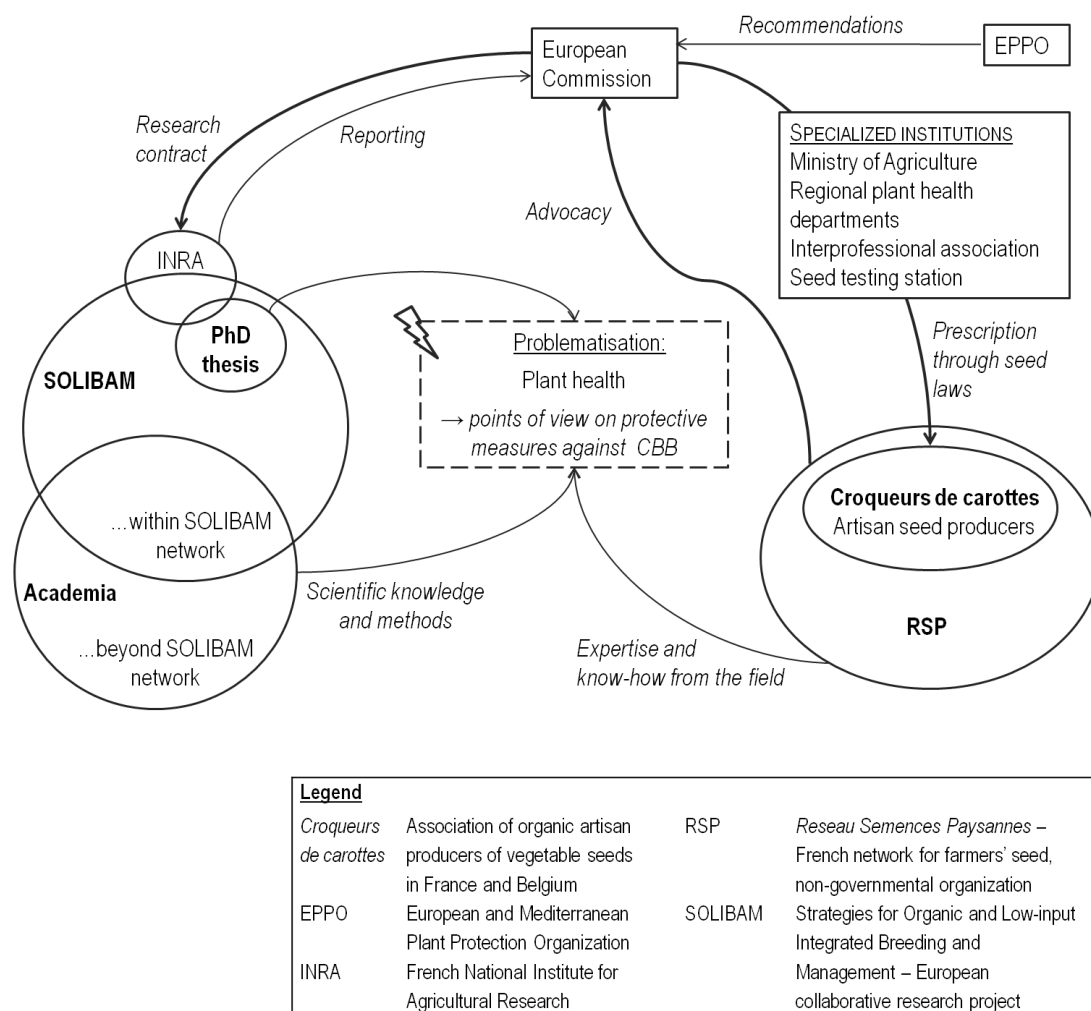 Recommendations
EPPO
European
Commission
Research
contract
Reporting
SPECIALIZED INSTITUTIONS
Ministry of Agriculture
Regional plant health
departments
Interprofessional association
Seed testing station
Advocacy
INRA
PhD
thesis
SOLIBAM
Problematisation:
Plant health
→ points of view on protective
measures against CBB
Prescription
through seed
laws
Croqueurs de carottes
Artisan seed producers
...within SOLIBAM
network
Academia
...beyond SOLIBAM
network
Scientific knowledge
and methods
Expertise and
know-how from the field
RSP
Legend
Croqueurs
de carottes
Association of organic artisan
producers of vegetable seeds
in France and Belgium
EPPO
European and Mediterranean
Plant Protection Organization
INRA
French National Institute for
Agricultural Research
RSP
Reseau Semences Paysannes –
French network for farmers' seed,
non-governmental organization
SOLIBAM
Strategies for Organic and Low-input
Integrated Breeding and
Management – European
collaborative research project